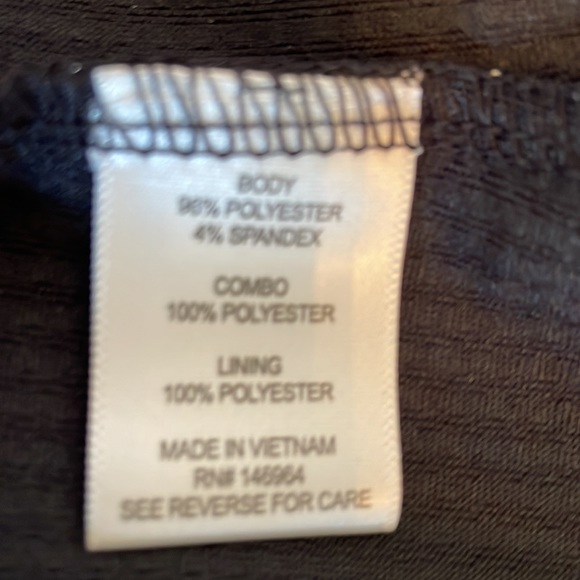 BODY
96% POLYESTER
4% SPANDEX
COMBO
100% POLYESTER
LINING
100% POLYESTER
MADE IN VIETNAM
RN# 146964
SEE REVERSE FOR CARE